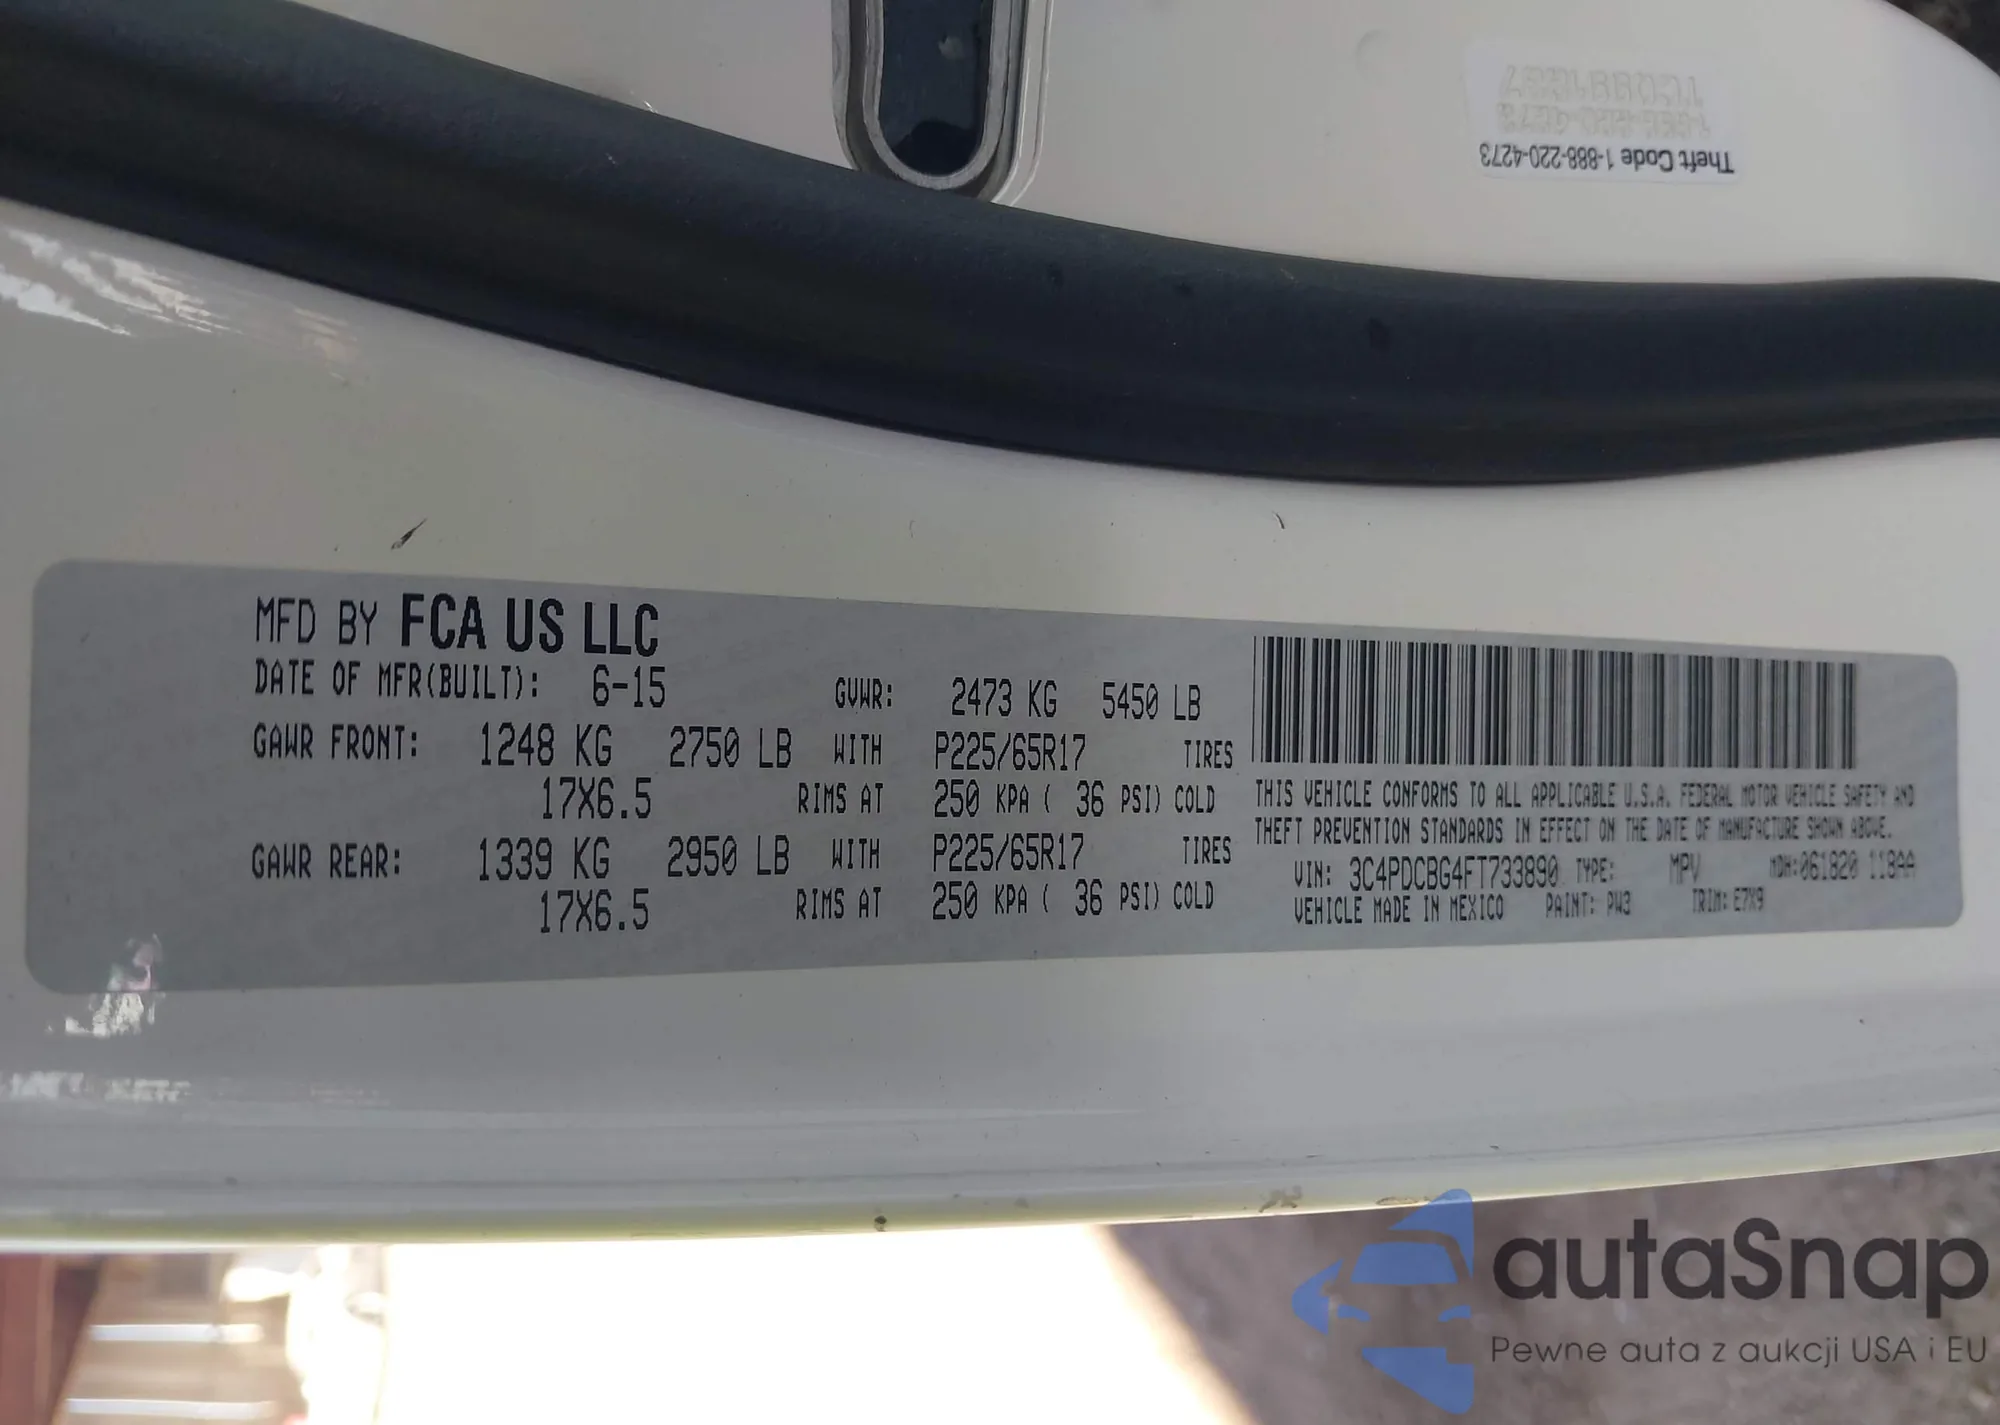 Theft Code 1-888-220-4273
MFD BY FCA US LLC
DATE OF MFR(BUILT): 6-15 GVWR: 2473 KG 5450 LB
GAWR FRONT: 1248 KG 2750 LB WITH P225/65R17 TIRES
17X6.5 RIMS AT 250 KPA ( 36 PSI) COLD
GAWR REAR: 1339 KG 2950 LB WITH P225/65R17 TIRES
17X6.5 RIMS AT 250 KPA ( 36 PSI) COLD
THIS VEHICLE CONFORMS TO ALL APPLICABLE U.S.A. FEDERAL MOTOR VEHICLE SAFETY AND
THEFT PREVENTION STANDARDS IN EFFECT ON THE DATE OF MANUFACTURE SHOWN ABOVE.
VIN: 3C4PDCBG4FT733890 TYPE: MPV MDH:061820 118AA
VEHICLE MADE IN MEXICO PAINT: PW3 TRIM: E7X9
autaSnap
Pewne auta z aukcji USA i EU